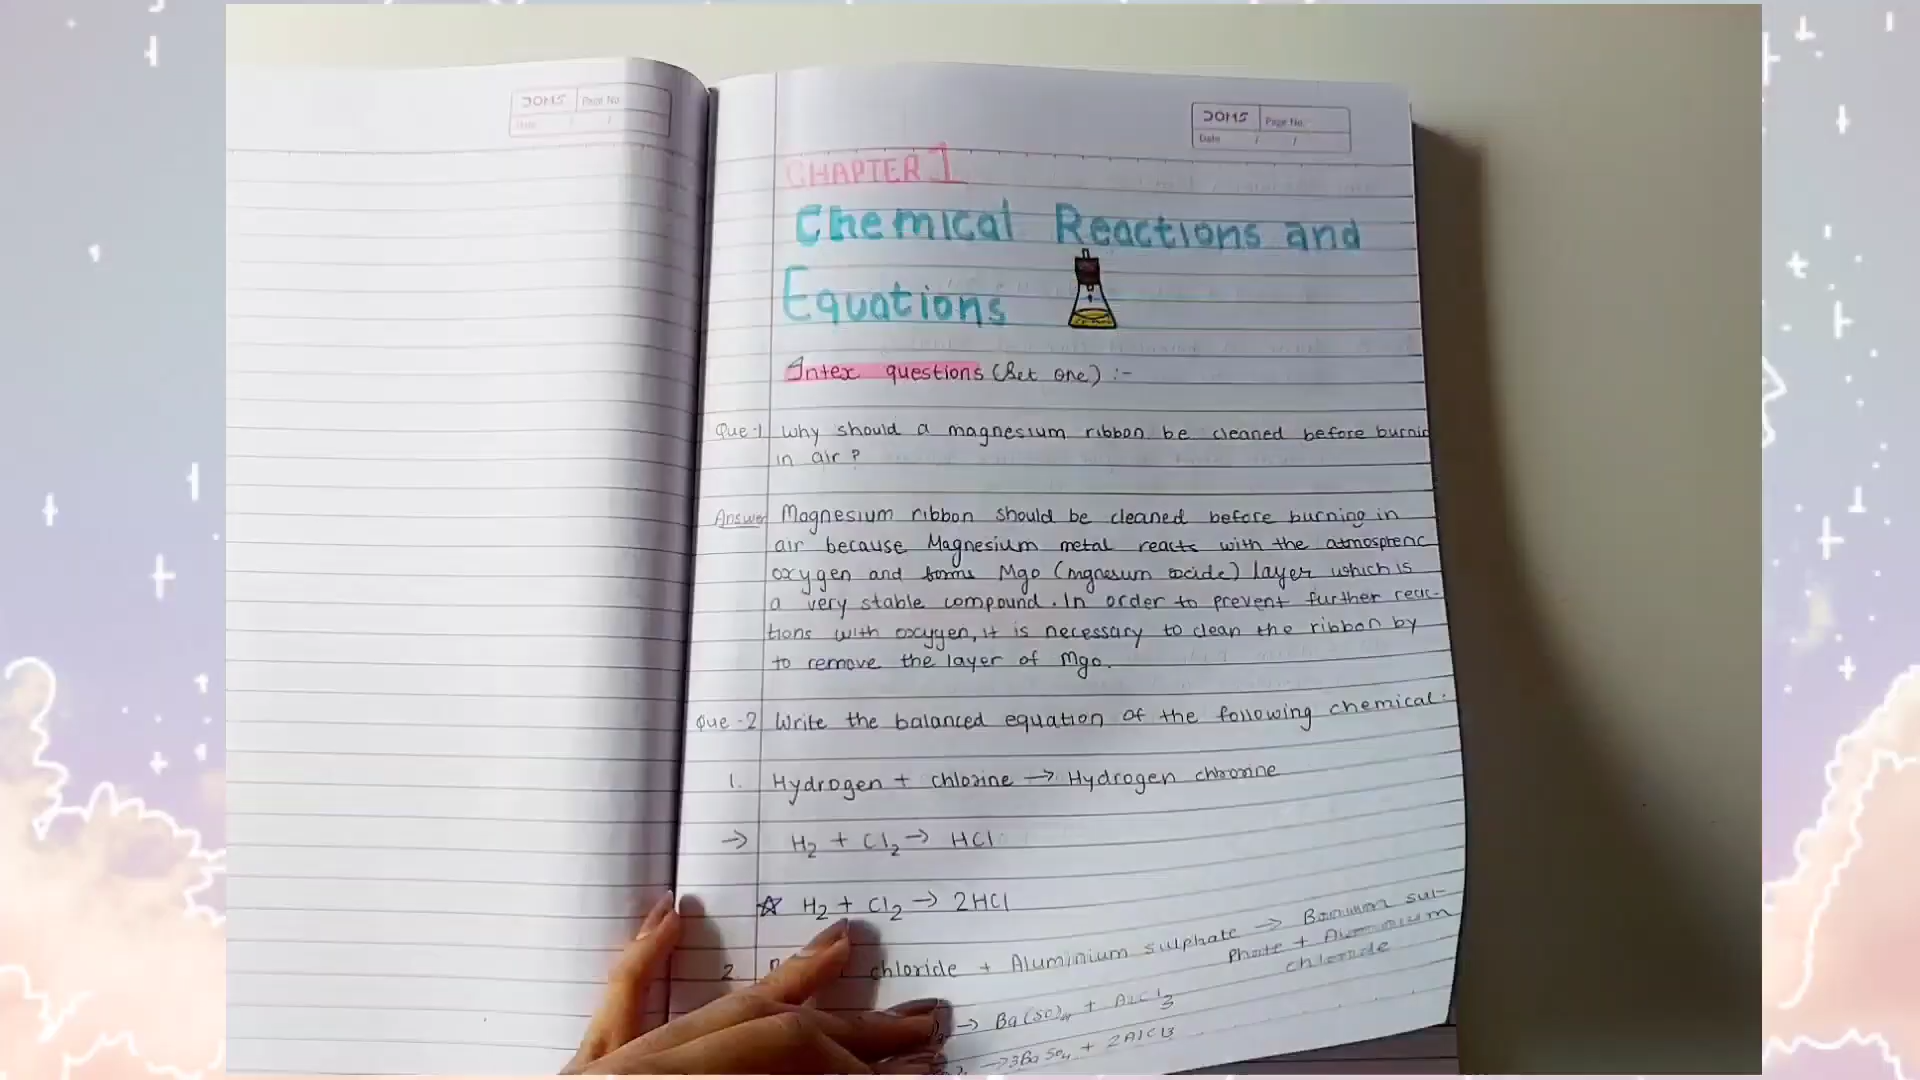 DOMS Page No.
Date / /
DOMS Page No.
Date / /
CHAPTER 1
Chemical Reactions and
Equations
Intex questions (Set one) :-
Que-1 Why should a magnesium ribbon be cleaned before burnin
in air?
Answer Magnesium ribbon should be cleaned before burning in
air because Magnesium metal reacts with the atmospheric
oxygen and forms Mgo (mgnesium oxide) layer which is
a very stable compound. In order to prevent further reac-
tions with oxygen, it is necessary to clean the ribbon by
to remove the layer of Mgo.
Que-2 Write the balanced equation of the following chemical.
1. Hydrogen + chlorine → Hydrogen
→ H₂ + Cl₂ → HCl
☆ H₂ + Cl₂ → 2HCl
2. chloride + Aluminium sulphate → Barium sul-
phate + Aluminium
chloride
→ Ba(SO)₄ + AlCl₃
→ 3BaSO₄ + 2AlCl3